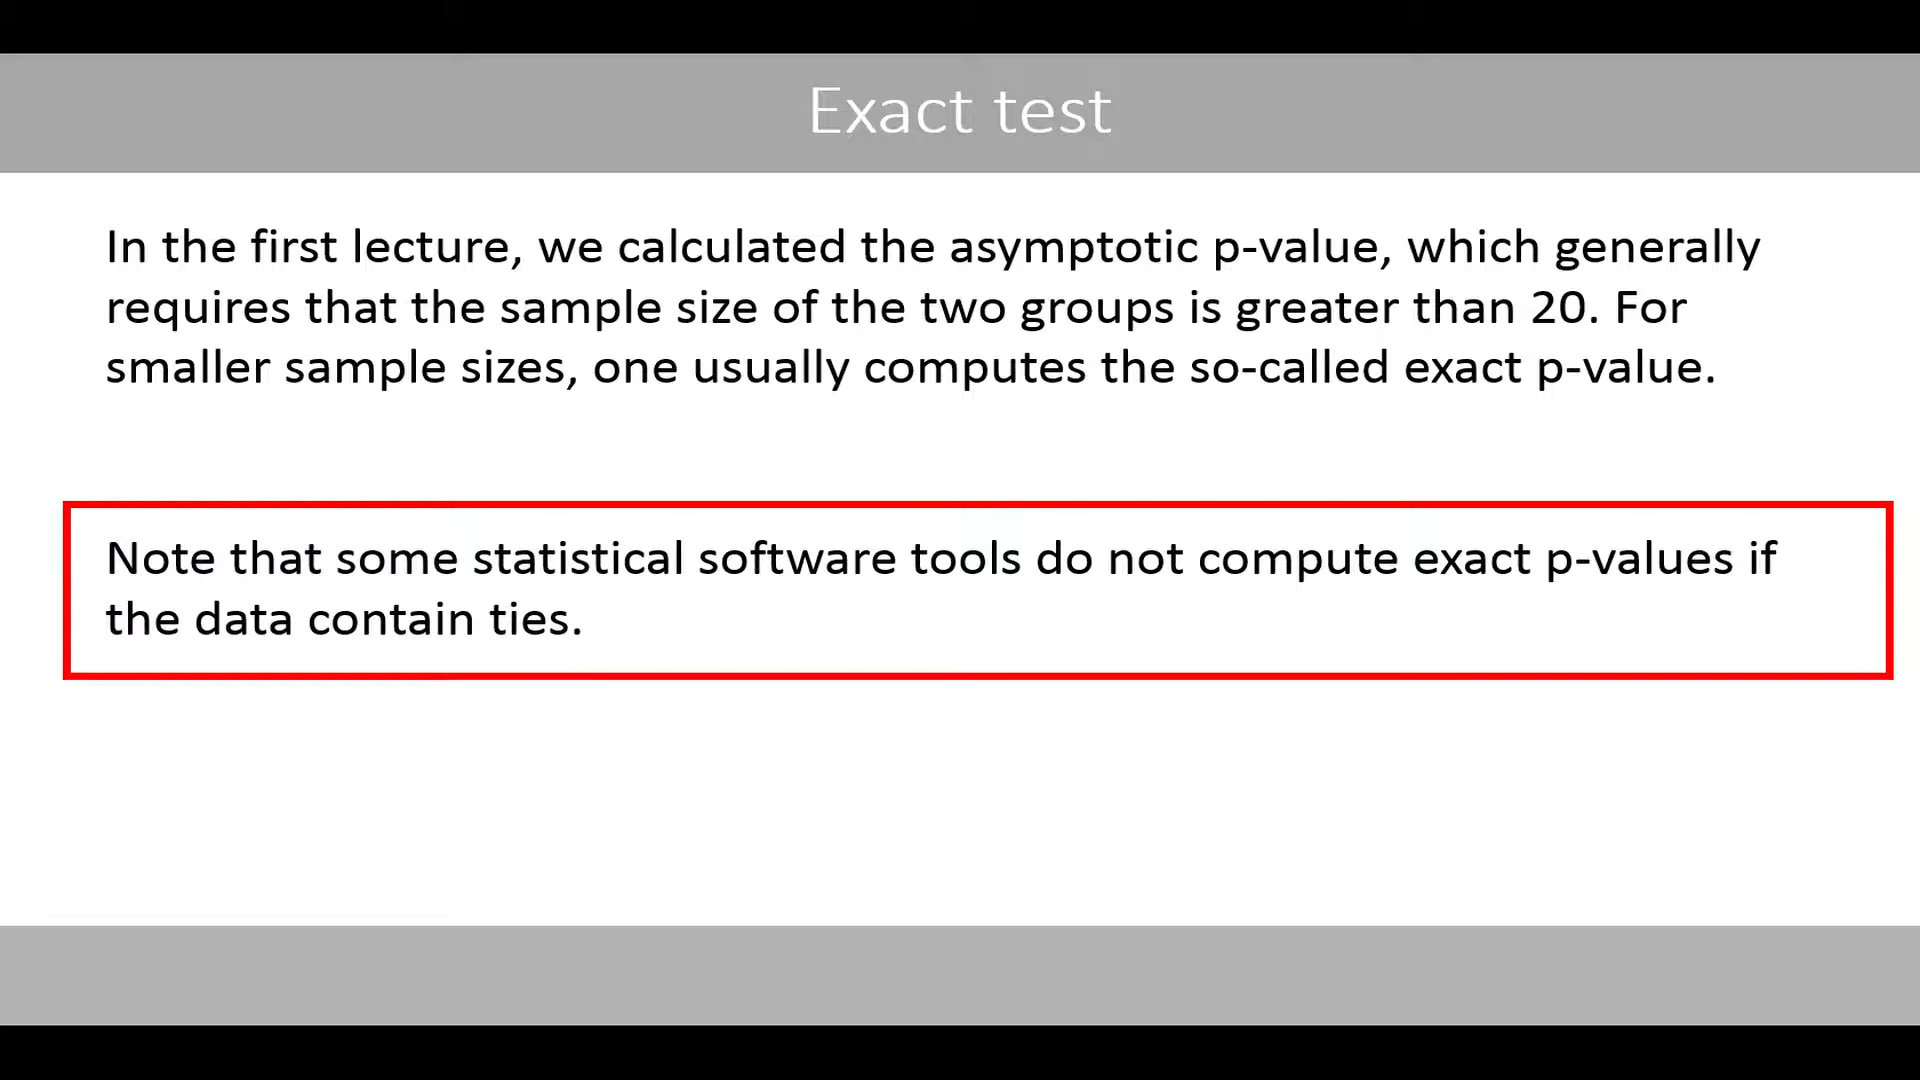 Exact test
In the first lecture, we calculated the asymptotic p-value, which generally
requires that the sample size of the two groups is greater than 20. For
smaller sample sizes, one usually computes the so-called exact p-value.
Note that some statistical software tools do not compute exact p-values if
the data contain ties.